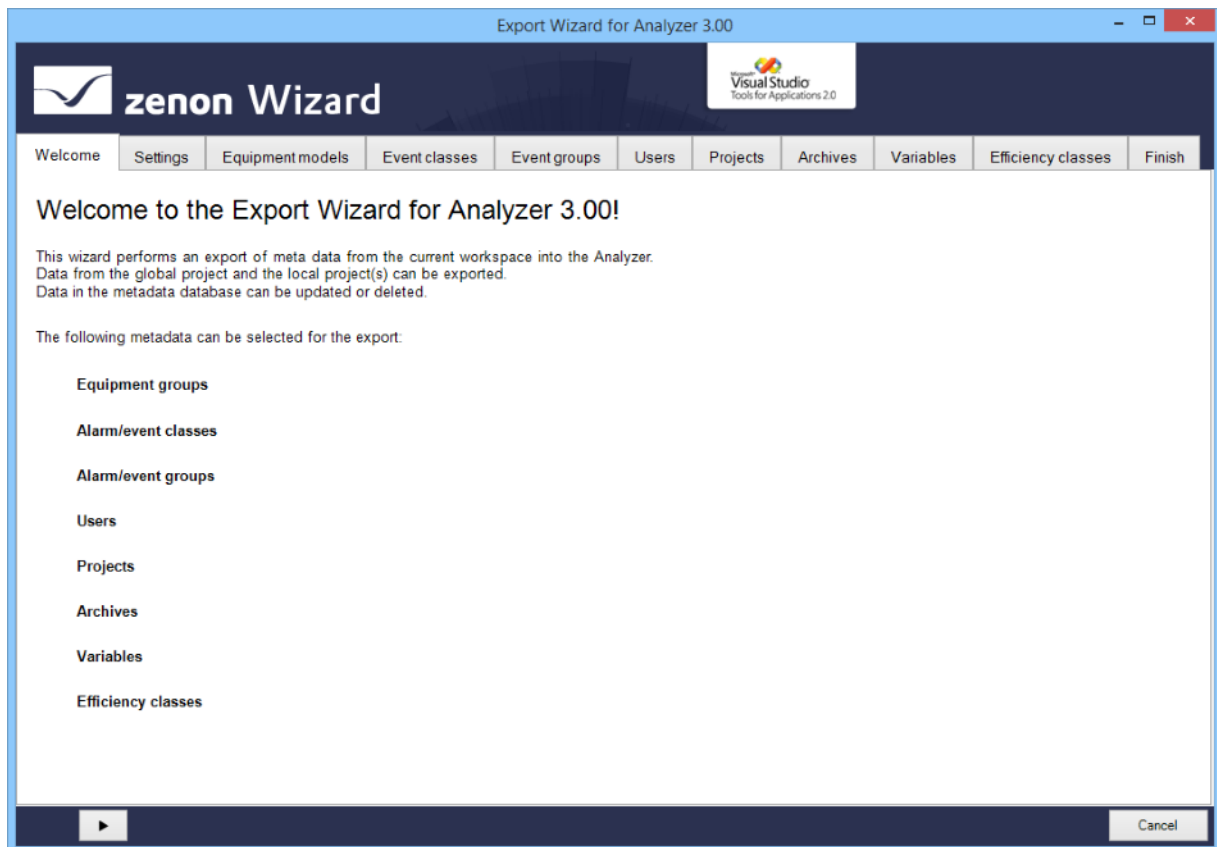 Export Wizard for Analyzer 3.00
zenon Wizard
Microsoft
Visual Studio
Tools for Applications 2.0
Welcome
Settings
Equipment models
Event classes
Event groups
Users
Projects
Archives
Variables
Efficiency classes
Finish
Welcome to the Export Wizard for Analyzer 3.00!
This wizard performs an export of meta data from the current workspace into the Analyzer.
Data from the global project and the local project(s) can be exported.
Data in the metadata database can be updated or deleted.
The following metadata can be selected for the export:
Equipment groups
Alarm/event classes
Alarm/event groups
Users
Projects
Archives
Variables
Efficiency classes
Cancel